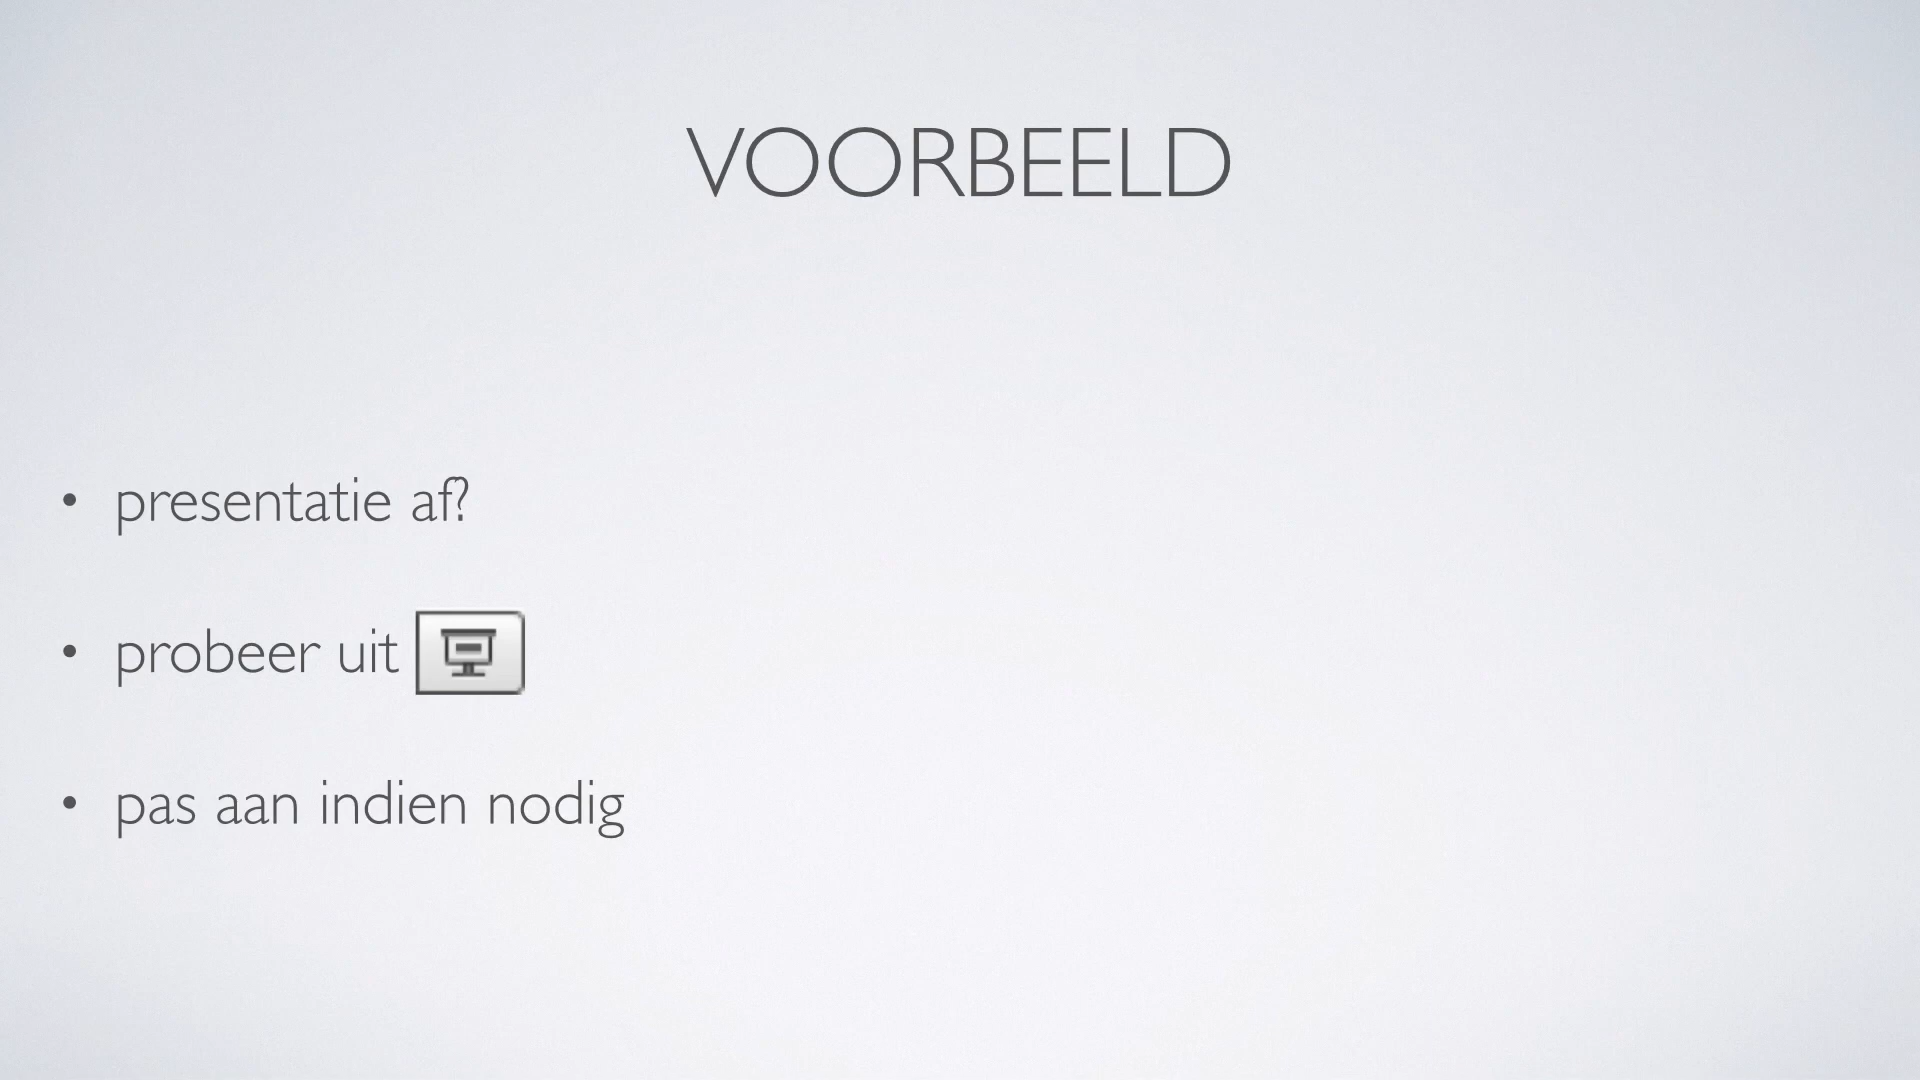 VOORBEELD
• presentatie af?
• probeer uit
• pas aan indien nodig